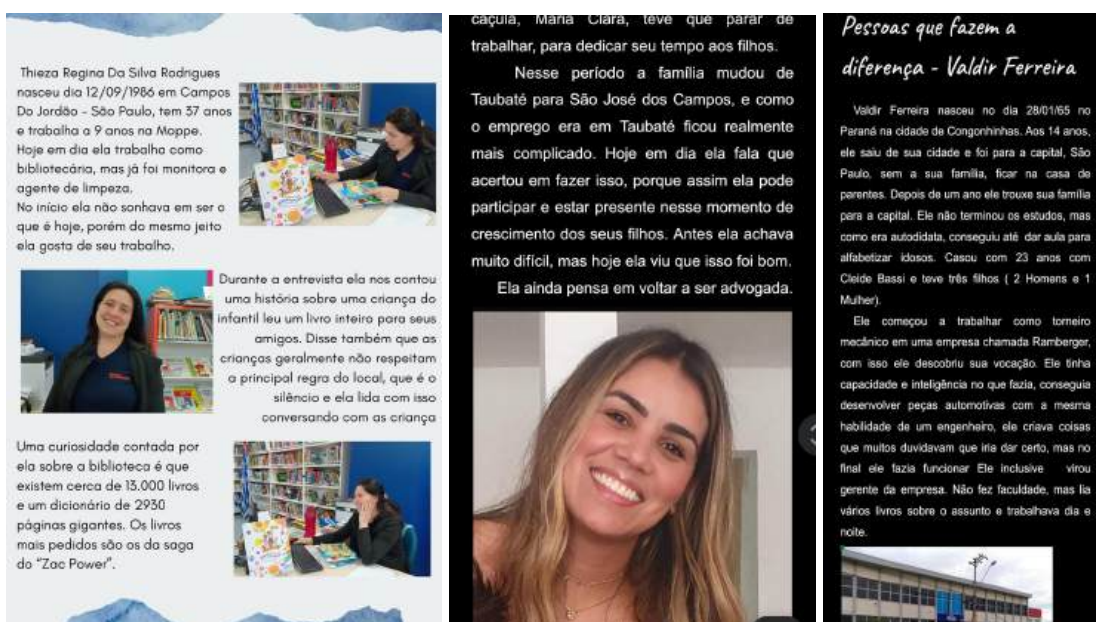 Thieza Regina Da Silva Rodrigues
nasceu dia 12/09/1986 em Campos
Do Jordão - São Paulo, tem 37 anos
e trabalha a 9 anos na Moppe.
Hoje em dia ela trabalha como
bibliotecária, mas já foi monitora e
agente de limpeza.
No início ela não sonhava em ser o
que é hoje, porém do mesmo jeito
ela gosta de seu trabalho.
Durante a entrevista ela nos contou
uma história sobre uma criança do
infantil leu um livro inteiro para seus
amigos. Disse também que as
crianças geralmente não respeitam
a principal regra do local, que é o
silêncio e ela lida com isso
conversando com as criança
Uma curiosidade contada por
ela sobre a biblioteca é que
existem cerca de 13.000 livros
e um dicionário de 2930
páginas gigantes. Os livros
mais pedidos são os da saga
do “Zac Power”.
caçula, Maria Clara, teve que parar de
trabalhar, para dedicar seu tempo aos filhos.
Nesse período a família mudou de
Taubaté para São José dos Campos, e como
o emprego era em Taubaté ficou realmente
mais complicado. Hoje em dia ela fala que
acertou em fazer isso, porque assim ela pode
participar e estar presente nesse momento de
crescimento dos seus filhos. Antes ela achava
muito difícil, mas hoje ela viu que isso foi bom.
Ela ainda pensa em voltar a ser advogada.
Pessoas que fazem a
diferença - Valdir Ferreira
Valdir Ferreira nasceu no dia 28/01/65 no
Paraná na cidade de Congonhinhas. Aos 14 anos,
ele saiu de sua cidade e foi para a capital, São
Paulo, sem a sua família, ficar na casa de
parentes. Depois de um ano ele trouxe sua família
para a capital. Ele não terminou os estudos, mas
como era autodidata, conseguiu até dar aula para
alfabetizar idosos. Casou com 23 anos com
Cleide Bassi e teve três filhos ( 2 Homens e 1
Mulher).
Ele começou a trabalhar como torneiro
mecânico em uma empresa chamada Ramberger,
com isso ele descobriu sua vocação. Ele tinha
capacidade e inteligência no que fazia, conseguia
desenvolver peças automotivas com a mesma
habilidade de um engenheiro, ele criava coisas
que muitos duvidavam que iria dar certo, mas no
final ele fazia funcionar Ele inclusive virou
gerente da empresa. Não fez faculdade, mas lia
vários livros sobre o assunto e trabalhava dia e
noite.